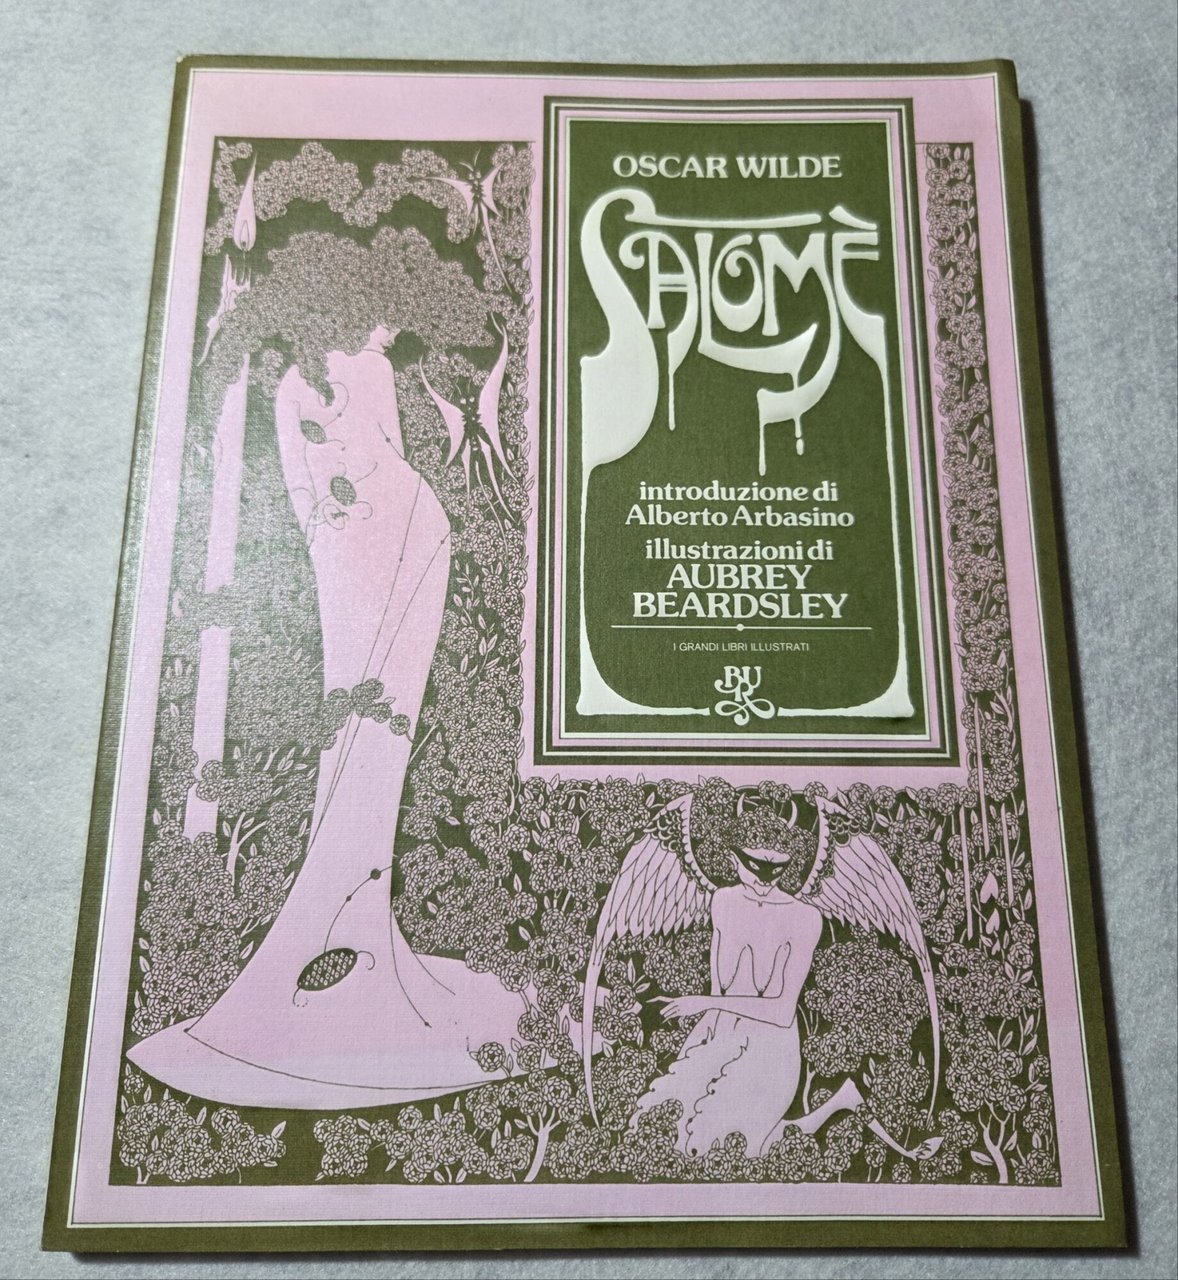 OSCAR WILDE
SALOMÈ
introduzione di
Alberto Arbasino
illustrazioni di
AUBREY
BEARDSLEY
I GRANDI LIBRI ILLUSTRATI
BUR